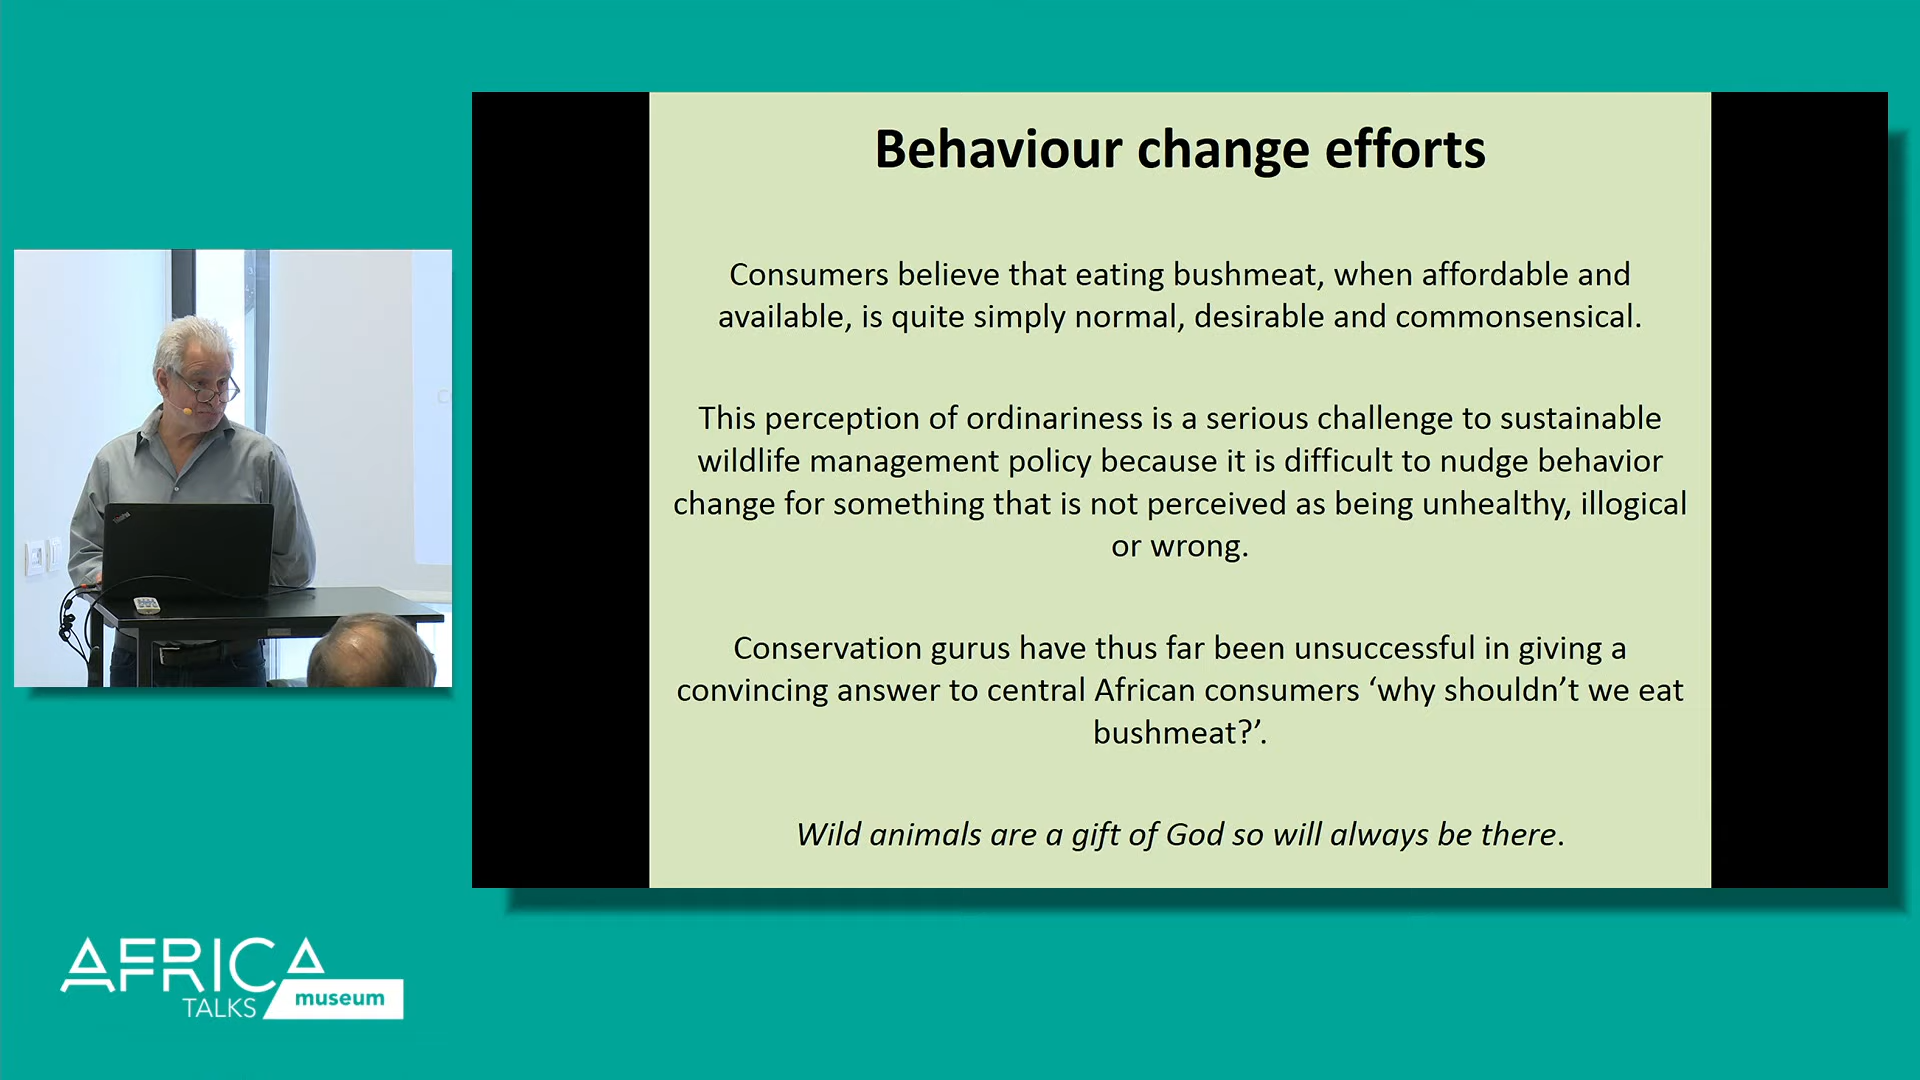 Behaviour change efforts
Consumers believe that eating bushmeat, when affordable and
available, is quite simply normal, desirable and commonsensical.
This perception of ordinariness is a serious challenge to sustainable
wildlife management policy because it is difficult to nudge behavior
change for something that is not perceived as being unhealthy, illogical
or wrong.
Conservation gurus have thus far been unsuccessful in giving a
convincing answer to central African consumers ‘why shouldn’t we eat
bushmeat?’.
Wild animals are a gift of God so will always be there.
ThinkPad
AFRICA
TALKS museum